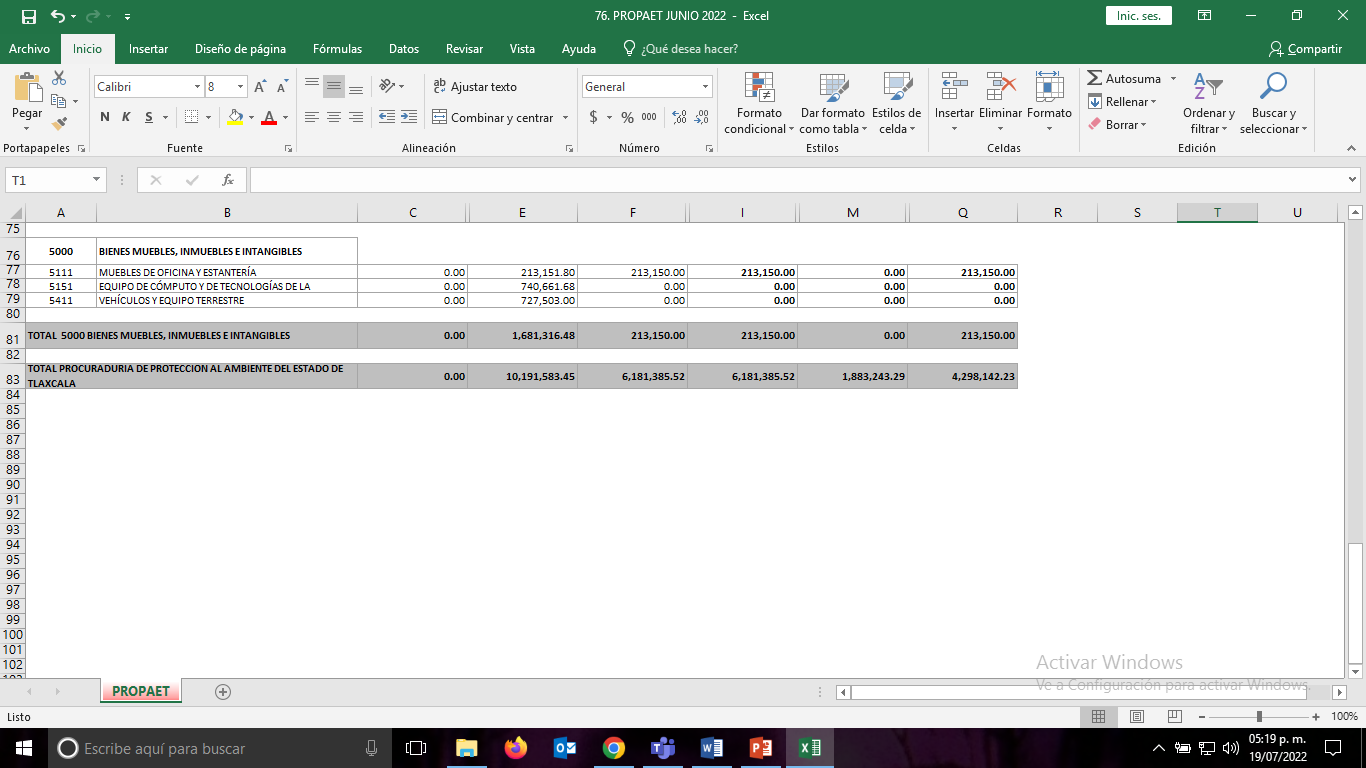 76. PROPAET JUNIO 2022 - Excel
Inic. ses.
Archivo Inicio Insertar Diseño de página Fórmulas Datos Revisar Vista Ayuda ¿Qué desea hacer? Compartir
Pegar
Calibri 8
N K S
Ajustar texto
Combinar y centrar
General
$ % 000
Formato condicional
Dar formato como tabla
Estilos de celda
Insertar Eliminar Formato
Autosuma
Rellenar
Borrar
Ordenar y filtrar
Buscar y seleccionar
Portapapeles Fuente Alineación Número Estilos Celdas Edición
T1 fx
A B C E F I M Q R S T U
75
76 5000 BIENES MUEBLES, INMUEBLES E INTANGIBLES
77 5111 MUEBLES DE OFICINA Y ESTANTERÍA 0.00 213,151.80 213,150.00 213,150.00 0.00 213,150.00
78 5151 EQUIPO DE CÓMPUTO Y DE TECNOLOGÍAS DE LA 0.00 740,661.68 0.00 0.00 0.00 0.00
79 5411 VEHÍCULOS Y EQUIPO TERRESTRE 0.00 727,503.00 0.00 0.00 0.00 0.00
80
81 TOTAL 5000 BIENES MUEBLES, INMUEBLES E INTANGIBLES 0.00 1,681,316.48 213,150.00 213,150.00 0.00 213,150.00
82
TOTAL PROCURADURIA DE PROTECCION AL AMBIENTE DEL ESTADO DE
83 TLAXCALA 0.00 10,191,583.45 6,181,385.52 6,181,385.52 1,883,243.29 4,298,142.23
84
85
86
87
88
89
90
91
92
93
94
95
96
97
98
99
100
101
102
Activar Windows
Ve a Configuración para activar Windows.
PROPAET
Listo 100%
Escribe aquí para buscar
05:19 p. m.
19/07/2022